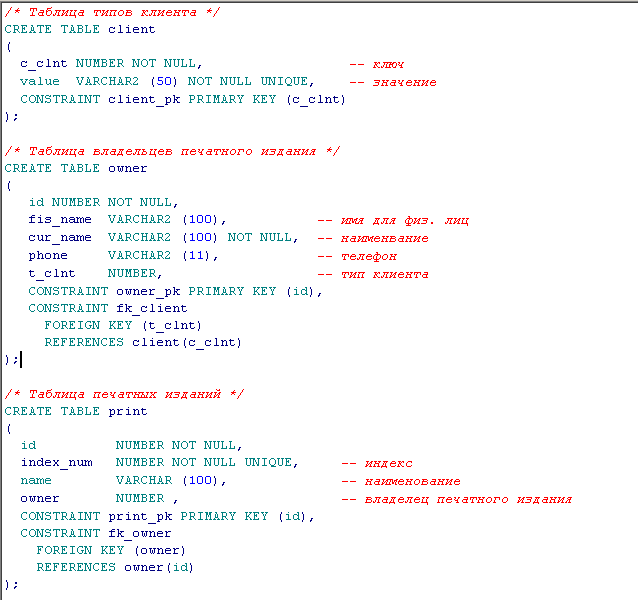 /* Таблица типов клиента */
CREATE TABLE client
(
c_clnt NUMBER NOT NULL, -- ключ
value VARCHAR2 (50) NOT NULL UNIQUE, -- значение
CONSTRAINT client_pk PRIMARY KEY (c_clnt)
);
/* Таблица владельцев печатного издания */
CREATE TABLE owner
(
id NUMBER NOT NULL,
fis_name VARCHAR2 (100), -- имя для физ. лиц
cur_name VARCHAR2 (100) NOT NULL, -- наименвание
phone VARCHAR2 (11), -- телефон
t_clnt NUMBER, -- тип клиента
CONSTRAINT owner_pk PRIMARY KEY (id),
CONSTRAINT fk_client
FOREIGN KEY (t_clnt)
REFERENCES client(c_clnt)
);
/* Таблица печатных изданий */
CREATE TABLE print
(
id NUMBER NOT NULL,
index_num NUMBER NOT NULL UNIQUE, -- индекс
name VARCHAR (100), -- наименование
owner NUMBER , -- владелец печатного издания
CONSTRAINT print_pk PRIMARY KEY (id),
CONSTRAINT fk_owner
FOREIGN KEY (owner)
REFERENCES owner(id)
);